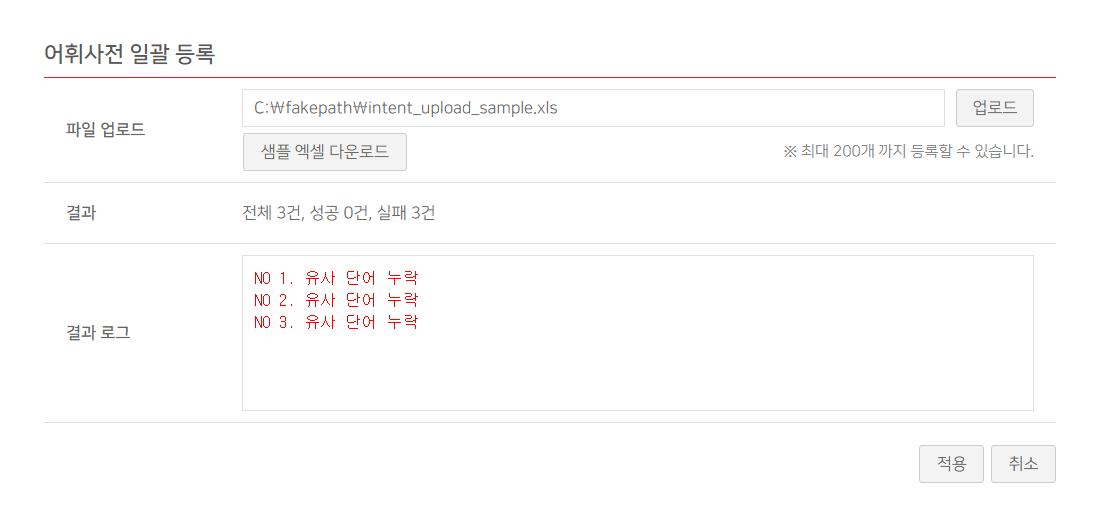 어휘사전 일괄 등록
파일 업로드
C:₩fakepath₩intent_upload_sample.xls
업로드
샘플 엑셀 다운로드
※ 최대 200개 까지 등록할 수 있습니다.
결과
전체 3건, 성공 0건, 실패 3건
결과 로그
NO 1. 유사 단어 누락
NO 2. 유사 단어 누락
NO 3. 유사 단어 누락
적용
취소